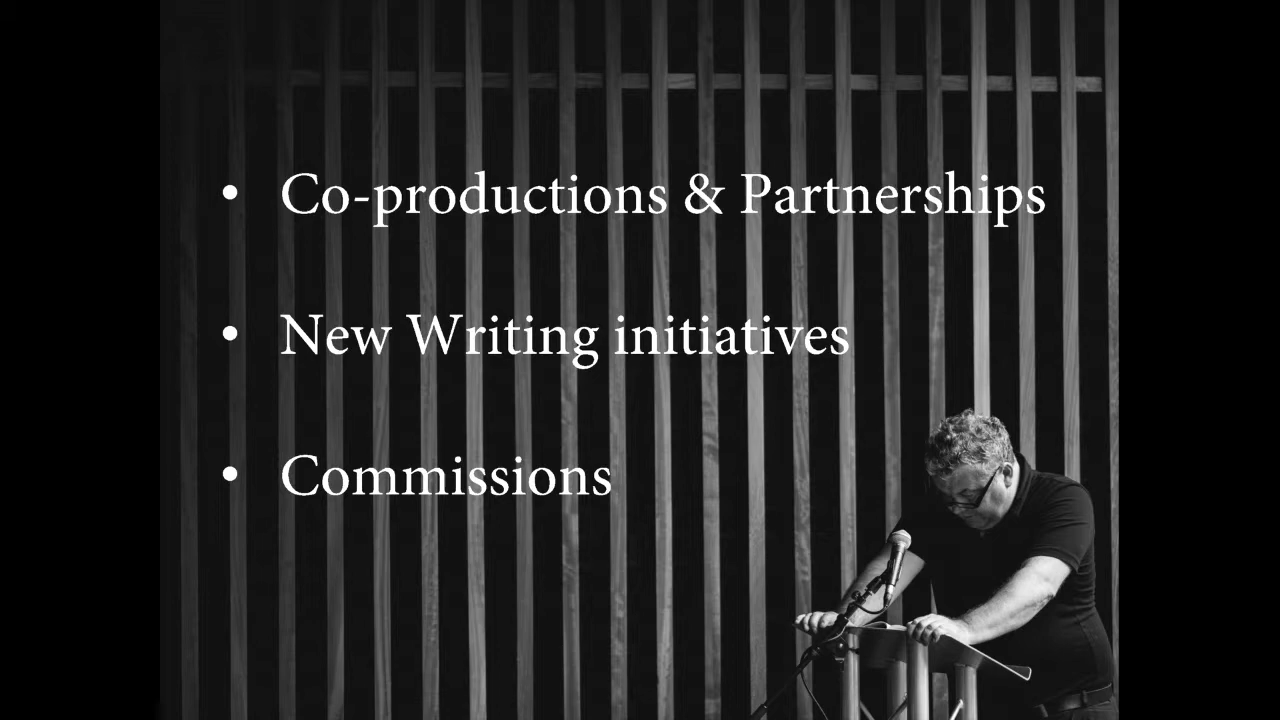 • Co-productions & Partnerships
• New Writing initiatives
• Commissions